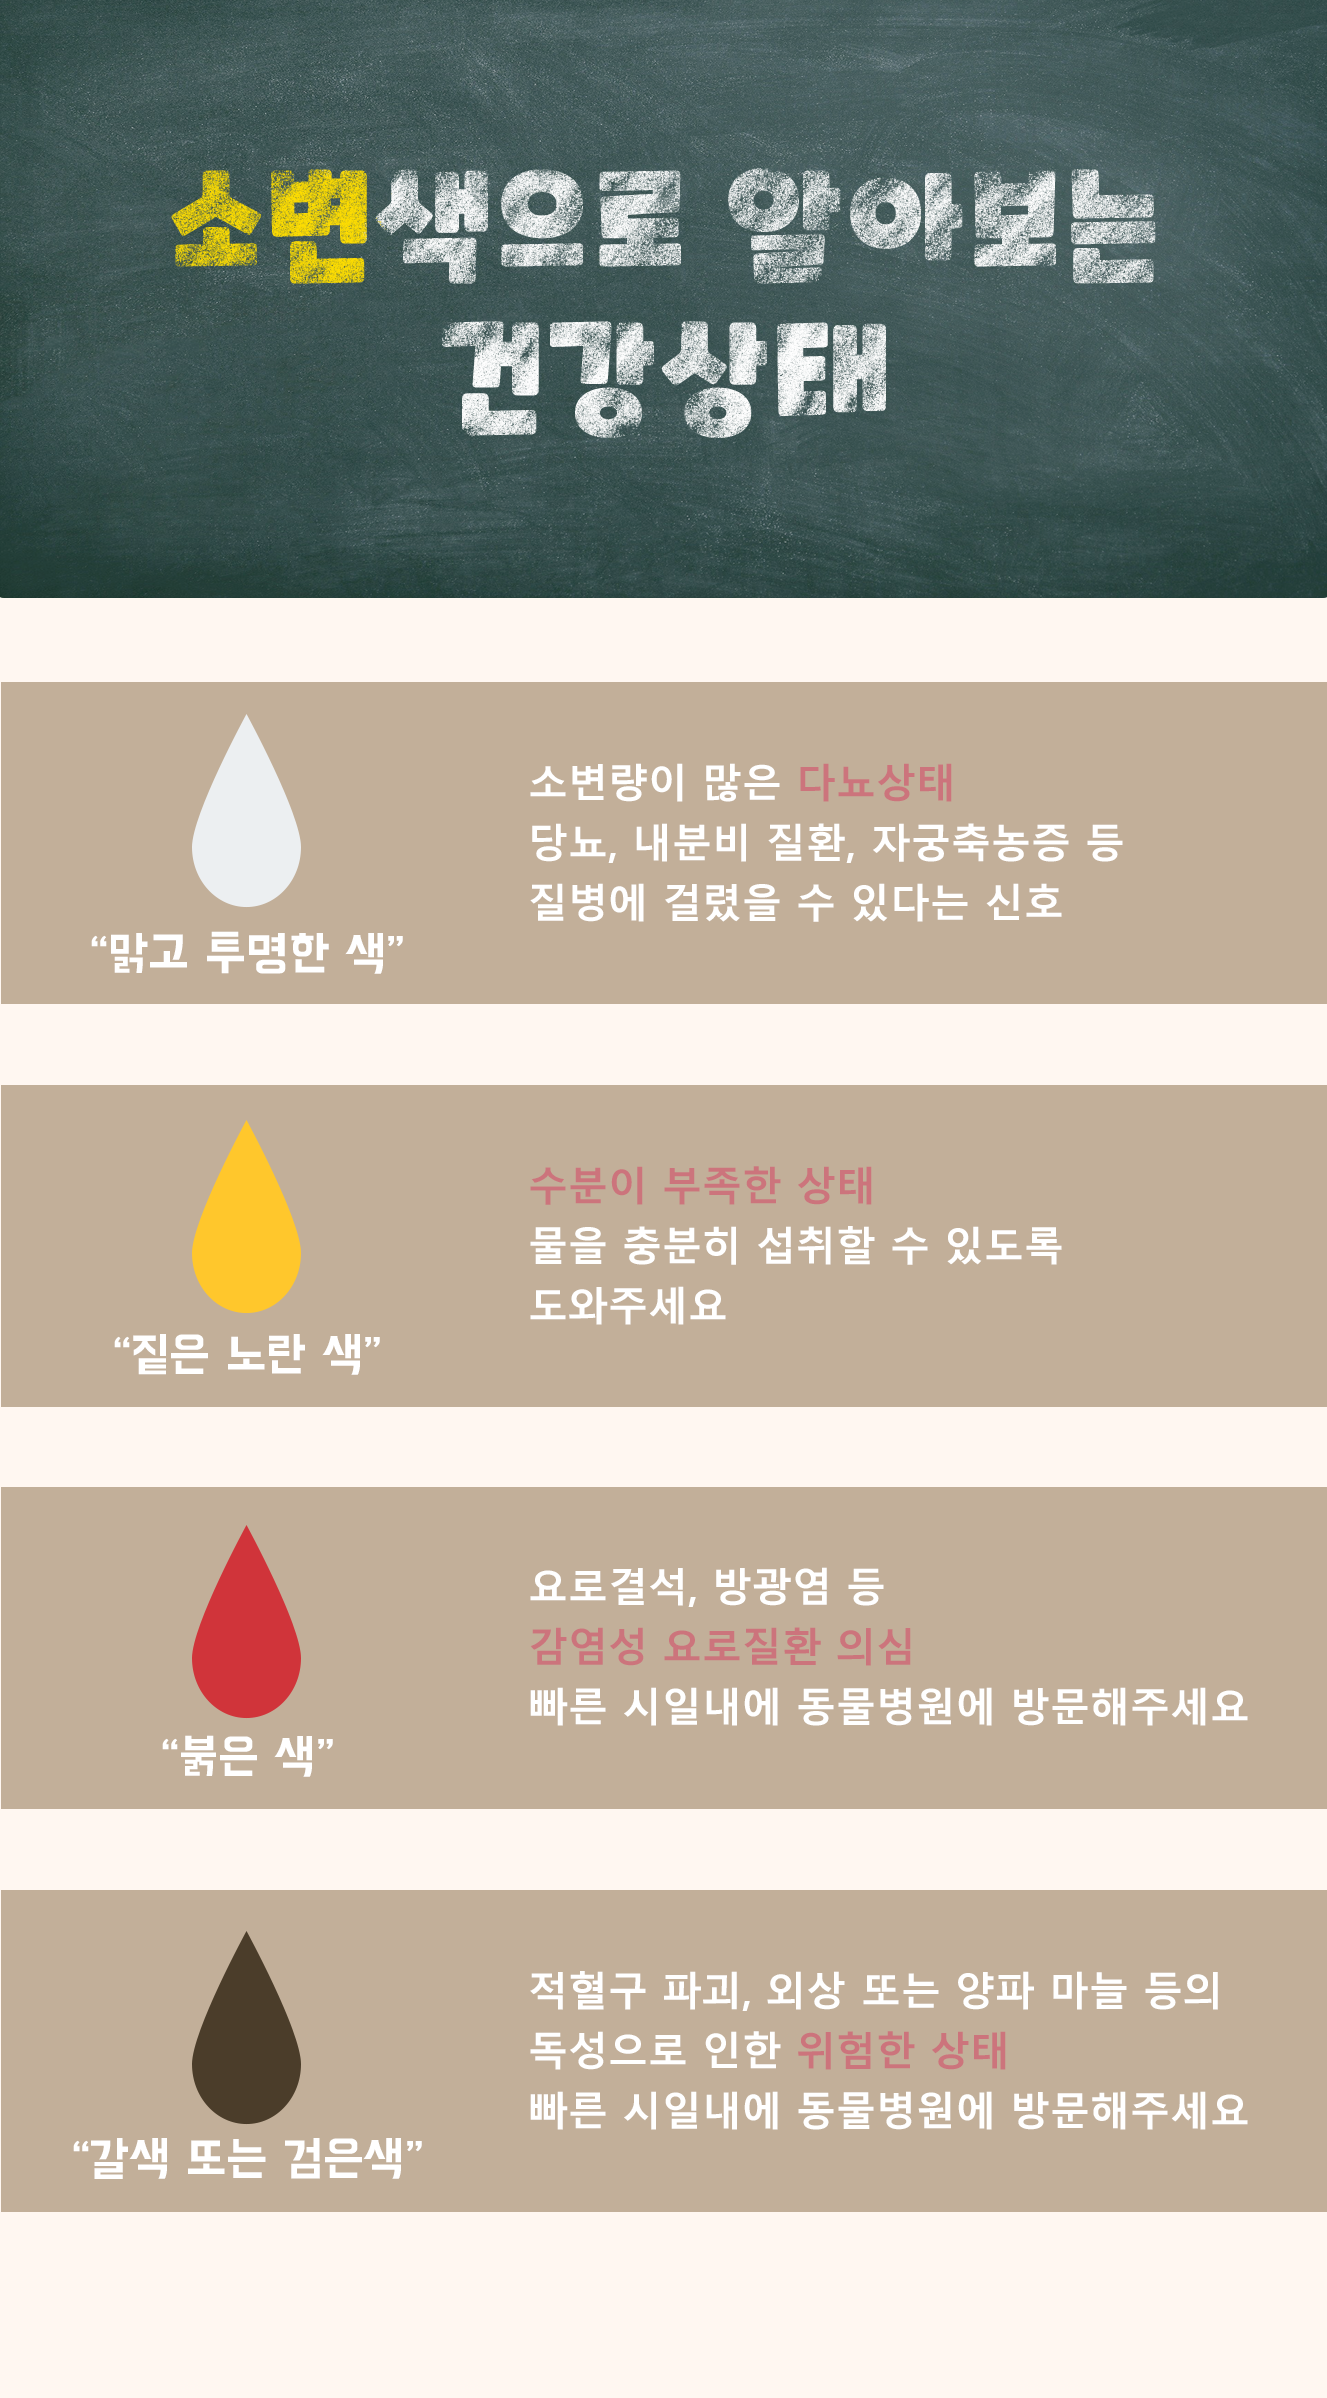 소변색으로 알아보는
건강상태
소변량이 많은 다뇨상태
당뇨, 내분비 질환, 자궁축농증 등
질병에 걸렸을 수 있다는 신호
“맑고 투명한 색”
수분이 부족한 상태
물을 충분히 섭취할 수 있도록
도와주세요
“짙은 노란 색”
요로결석, 방광염 등
감염성 요로질환 의심
빠른 시일내에 동물병원에 방문해주세요
“붉은 색”
적혈구 파괴, 외상 또는 양파 마늘 등의
독성으로 인한 위험한 상태
빠른 시일내에 동물병원에 방문해주세요
“갈색 또는 검은색”